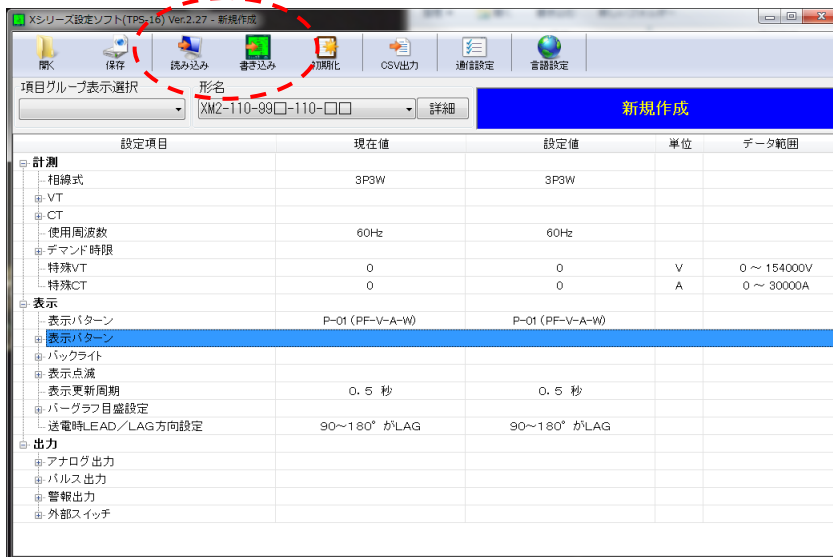 Xシリーズ設定ソフト(TPS-16) Ver.2.27 - 新規作成
開く 保存 読み込み 書き込み 初期化 CSV出力 通信設定 言語設定
項目グループ表示選択 形名
XM2-110-99□-110-□□ 詳細 新規作成
設定項目 現在値 設定値 単位 データ範囲
計測
相線式 3P3W 3P3W
VT
CT
使用周波数 60Hz 60Hz
デマンド時限
特殊VT 0 0 V 0 ～ 154000V
特殊CT 0 0 A 0 ～ 30000A
表示
表示パターン P-01(PF-V-A-W) P-01(PF-V-A-W)
表示パターン
バックライト
表示点滅
表示更新周期 0.5 秒 0.5 秒
バーグラフ目盛設定
送電時LEAD／LAG方向設定 90～180°がLAG 90～180°がLAG
出力
アナログ出力
パルス出力
警報出力
外部スイッチ